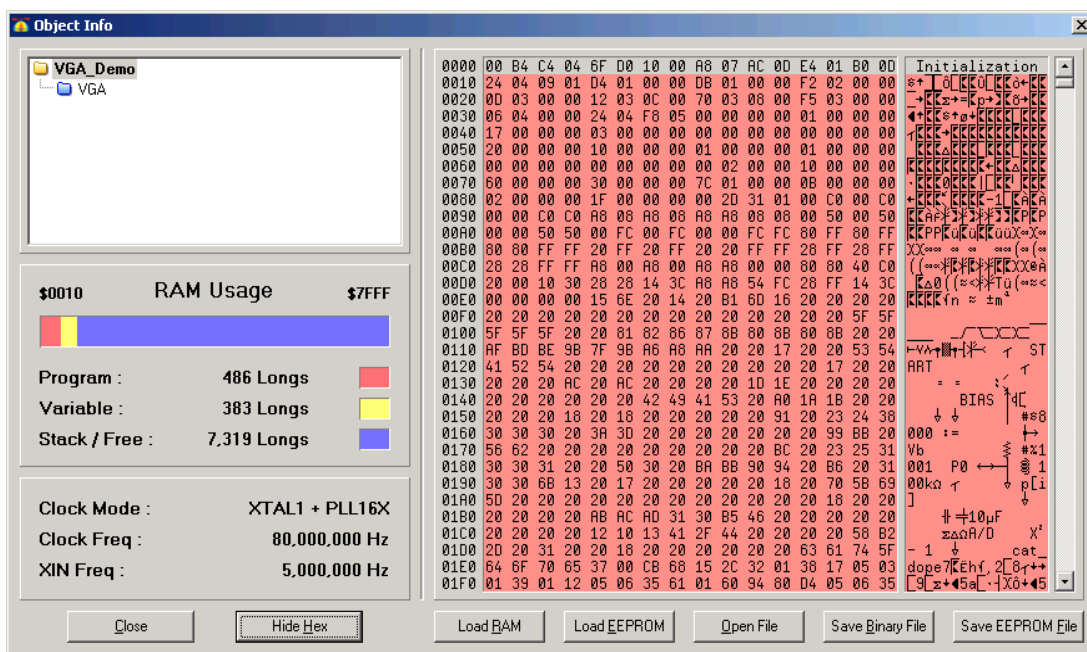 Object Info
VGA_Demo
VGA
$0010 RAM Usage $7FFF
Program : 486 Longs
Variable : 383 Longs
Stack / Free : 7,319 Longs
Clock Mode : XTAL1 + PLL16X
Clock Freq : 80,000,000 Hz
XIN Freq : 5,000,000 Hz
0000 00 B4 C4 04 6F D0 10 00 A8 07 AC 0D E4 01 B0 0D Initialization
0010 24 04 09 01 D4 01 00 00 DB 01 00 00 F2 02 00 00
0020 0D 03 00 00 12 03 0C 00 70 03 08 00 F5 03 00 00
0030 06 04 00 00 24 04 F8 05 00 00 00 00 01 00 00 00
0040 17 00 00 00 03 00 00 00 00 00 00 00 00 00 00 00
0050 20 00 00 00 10 00 00 00 01 00 00 00 01 00 00 00
0060 00 00 00 00 00 00 00 00 02 00 00 10 00 00 00
0070 60 00 00 00 30 00 00 00 7C 01 00 00 0B 00 00 00
0080 02 00 00 00 1F 00 00 00 00 2D 31 01 00 C0 00 C0
0090 00 00 C0 C0 A8 08 A8 08 A8 A8 08 08 00 50 00 50
00A0 00 00 50 50 00 FC 00 FC 00 00 FC FC 80 FF 80 FF
00B0 80 80 FF FF 20 FF 20 FF 20 20 FF FF 28 FF 28 FF
00C0 28 28 FF FF A8 00 A8 00 A8 A8 00 00 80 80 40 C0
00D0 20 00 10 30 28 28 14 3C A8 A8 54 FC 28 FF 14 3C
00E0 00 00 00 00 15 6E 20 14 20 B1 6D 16 20 20 20 20
00F0 20 20 20 20 20 20 20 20 20 20 20 20 20 20 5F 5F
0100 5F 5F 5F 20 20 81 82 86 87 8B 80 8B 80 8B 20 20
0110 AF BD BE 9B 7F 9B A6 A8 AA 20 20 17 20 20 53 54 ST
0120 41 52 54 20 20 20 20 20 20 20 20 20 20 17 20 20 ART
0130 20 20 20 AC 20 AC 20 20 20 20 1D 1E 20 20 20 20
0140 20 20 20 20 20 20 42 49 41 53 20 A0 1A 1B 20 20 BIAS
0150 20 20 20 18 20 18 20 20 20 20 20 91 20 23 24 38 #$8
0160 30 30 30 20 3A 3D 20 20 20 20 20 20 20 99 BB 20 000 :=
0170 56 62 20 20 20 20 20 20 20 20 20 BC 20 23 25 31 Vb #%1
0180 30 30 31 20 20 50 30 20 BA BB 90 94 20 B6 20 31 001 P0 1
0190 30 30 6B 13 20 17 20 20 20 20 20 18 20 70 5B 69 00kΩ p[i
01A0 5D 20 20 20 20 20 20 20 20 20 20 20 20 18 20 20 ]
01B0 20 20 20 20 AB AC AD 31 30 B5 46 20 20 20 20 20 10µF
01C0 20 20 20 20 12 10 13 41 2F 44 20 20 20 20 58 B2 ΣΔΩA/D X²
01D0 2D 20 31 20 20 18 20 20 20 20 20 20 63 61 74 5F - 1 ↓ cat_
01E0 64 6F 70 65 37 00 CB 68 15 2C 32 01 38 17 05 03
01F0 01 39 01 12 05 06 35 61 01 60 94 80 D4 05 06 35
Close Hide Hex Load RAM Load EEPROM Open File Save Binary File Save EEPROM File